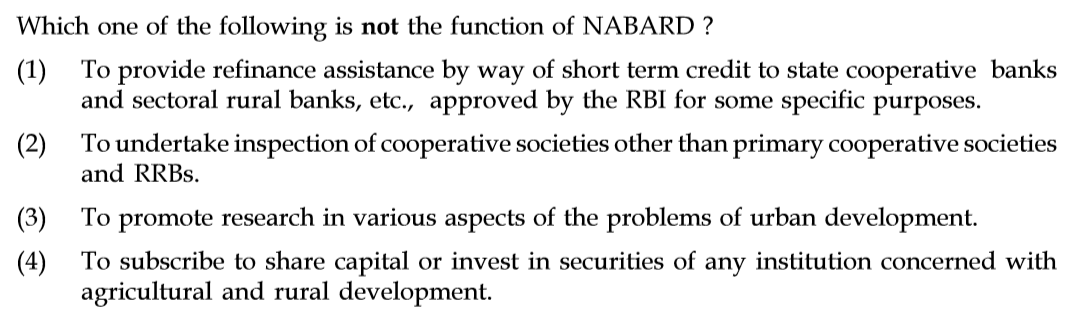 Which one of the following is not the function of NABARD ?
(1) To provide refinance assistance by way of short term credit to state cooperative banks
and sectoral rural banks, etc., approved by the RBI for some specific purposes.
(2) To undertake inspection of cooperative societies other than primary cooperative societies
and RRBs.
(3) To promote research in various aspects of the problems of urban development.
(4) To subscribe to share capital or invest in securities of any institution concerned with
agricultural and rural development.